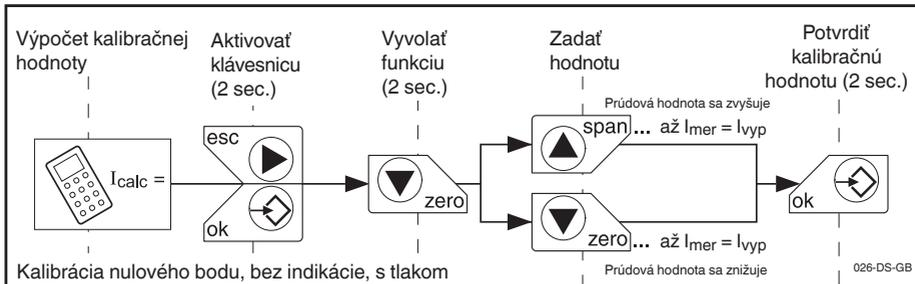 Výpočet kalibračnej
hodnoty
Aktivovať
klávesnicu
(2 sec.)
Vyvolať
funkciu
(2 sec.)
Zadať
hodnotu
Potvrdiť
kalibračnú
hodnotu (2 sec.)
Prúdová hodnota sa zvyšuje
esc
span ... až Imer = Ivyp
Icalc =
zero
ok
ok
zero ... až Imer = Ivyp
Prúdová hodnota sa znižuje
Kalibrácia nulového bodu, bez indikácie, s tlakom
026-DS-GB